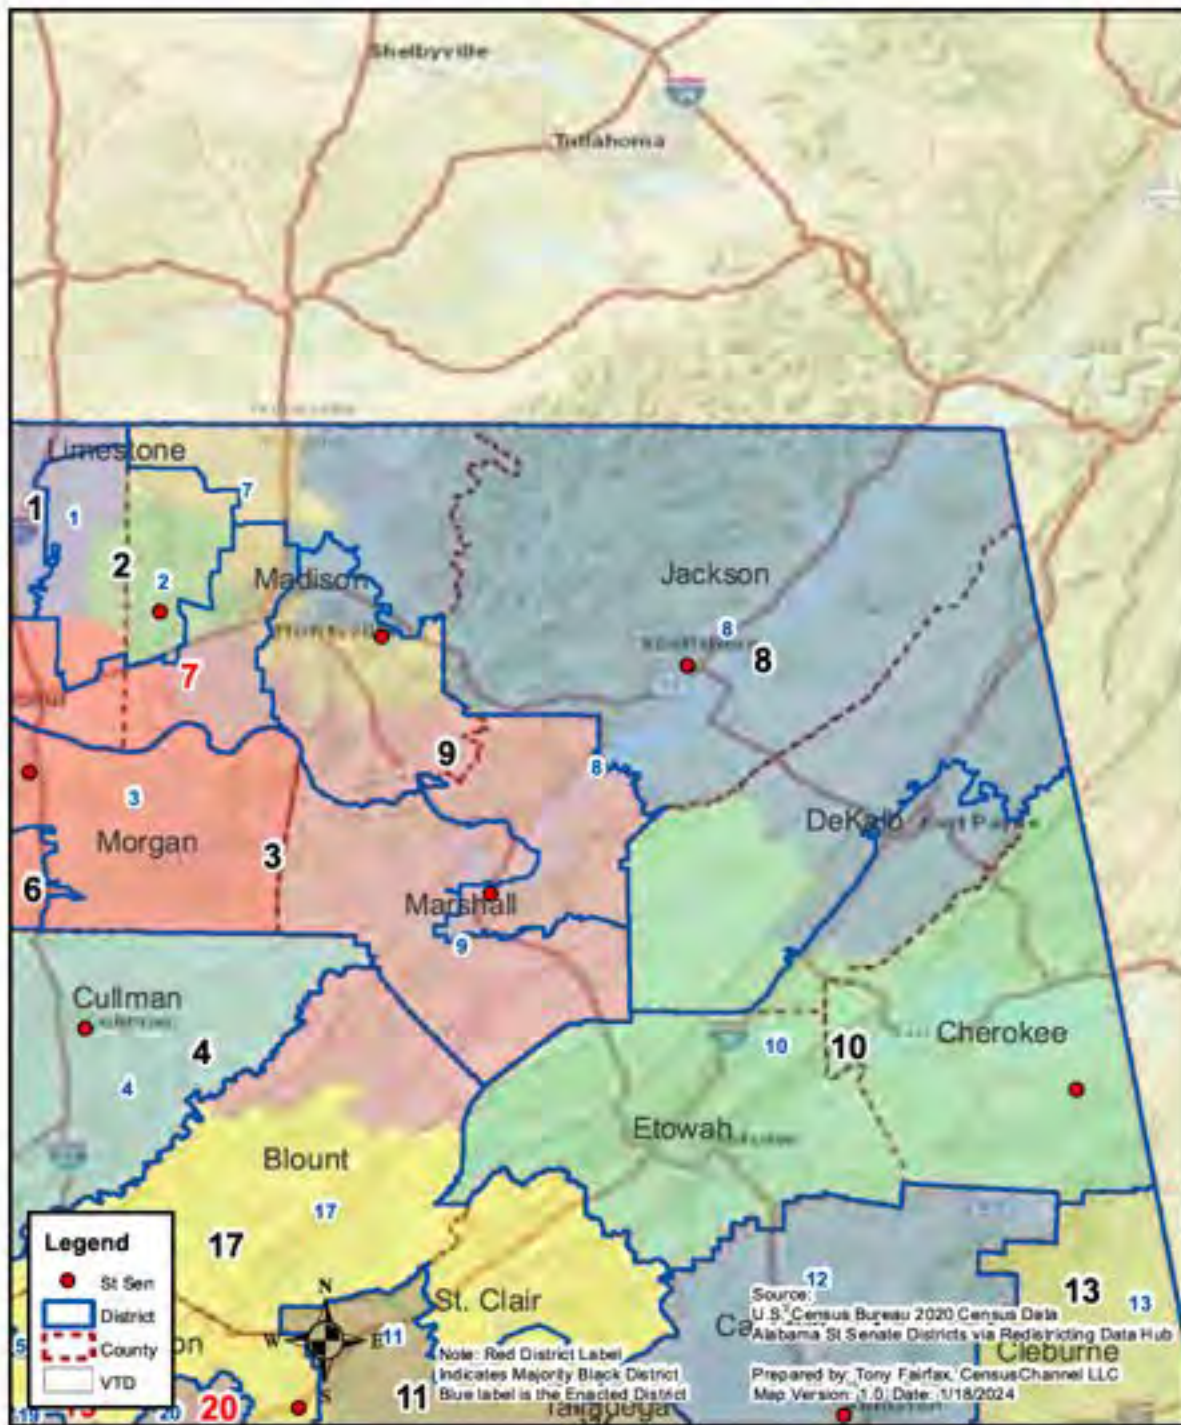 Shelbyville
Tullahoma
Limestone
7
1
1
2
2
Madison
Jackson
8
8
7
9
8
3
Morgan
3
DeKalb
Fort Payne
6
Marshall
9
Cullman
4
4
10
10
Cherokee
Etowah
Blount
17
17
Legend
St Sen
District
County
VTD
N
W
E
S
St. Clair
11
11
12
13
13
Cleburne
20
20
19
Note: Red District Label
Indicates Majority Black District
Blue label is the Enacted District
Source:
U.S. Census Bureau 2020 Census Data
Alabama St Senate Districts via Redistricting Data Hub
Prepared by: Tony Fairfax, CensusChannel LLC
Map Version: 1.0; Date: 1/18/2024